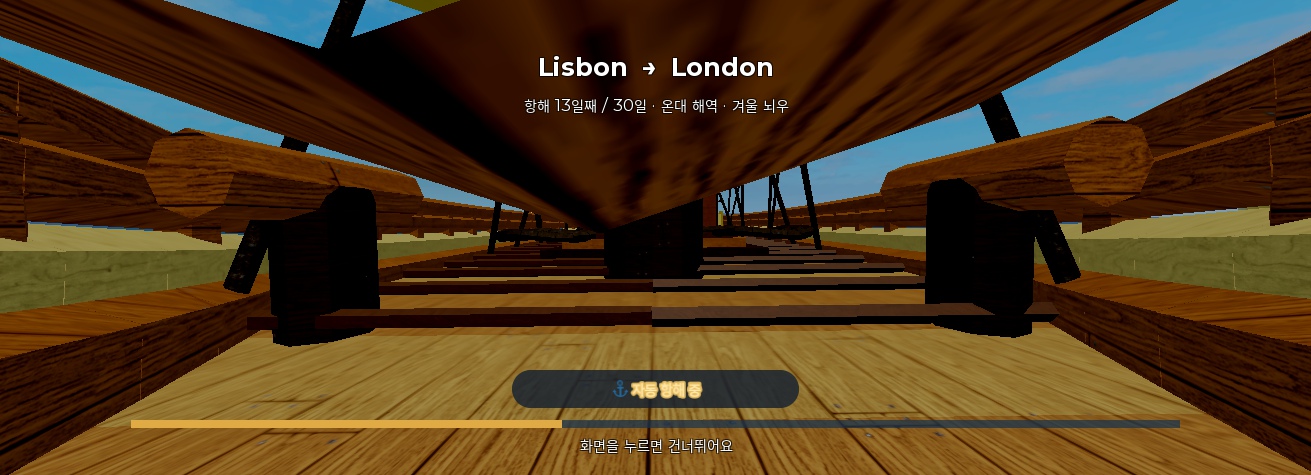 Lisbon → London
항해 13일째 / 30일 · 온대 해역 · 겨울 뇌우
⚓ 자동 항해 중
화면을 누르면 건너뛰어요